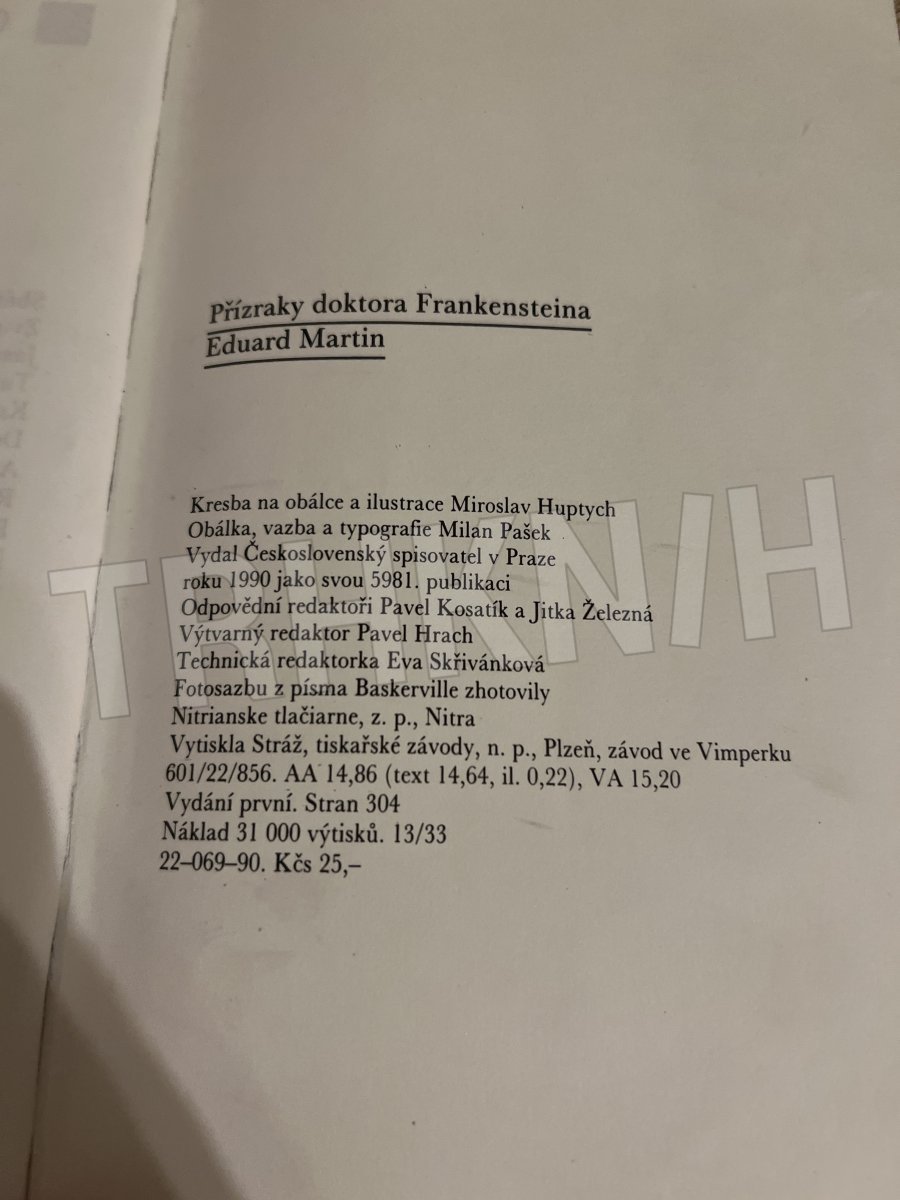 Přízraky doktora Frankensteina
Eduard Martin
Kresba na obálce a ilustrace Miroslav Huptych
Obálka, vazba a typografie Milan Pašek
Vydal Československý spisovatel v Praze
roku 1990 jako svou 5981. publikaci
Odpovědní redaktoři Pavel Kosatík a Jitka Železná
Výtvarný redaktor Pavel Hrach
Technická redaktorka Eva Skřivánková
Fotosazbu z písma Baskerville zhotovily
Nitrianske tlačiarne, z. p., Nitra
Vytiskla Stráž, tiskařské závody, n. p., Plzeň, závod ve Vimperku
601/22/856. AA 14,86 (text 14,64, il. 0,22), VA 15,20
Vydání první. Stran 304
Náklad 31 000 výtisků. 13/33
22–069–90. Kčs 25,–
TRHKNIH